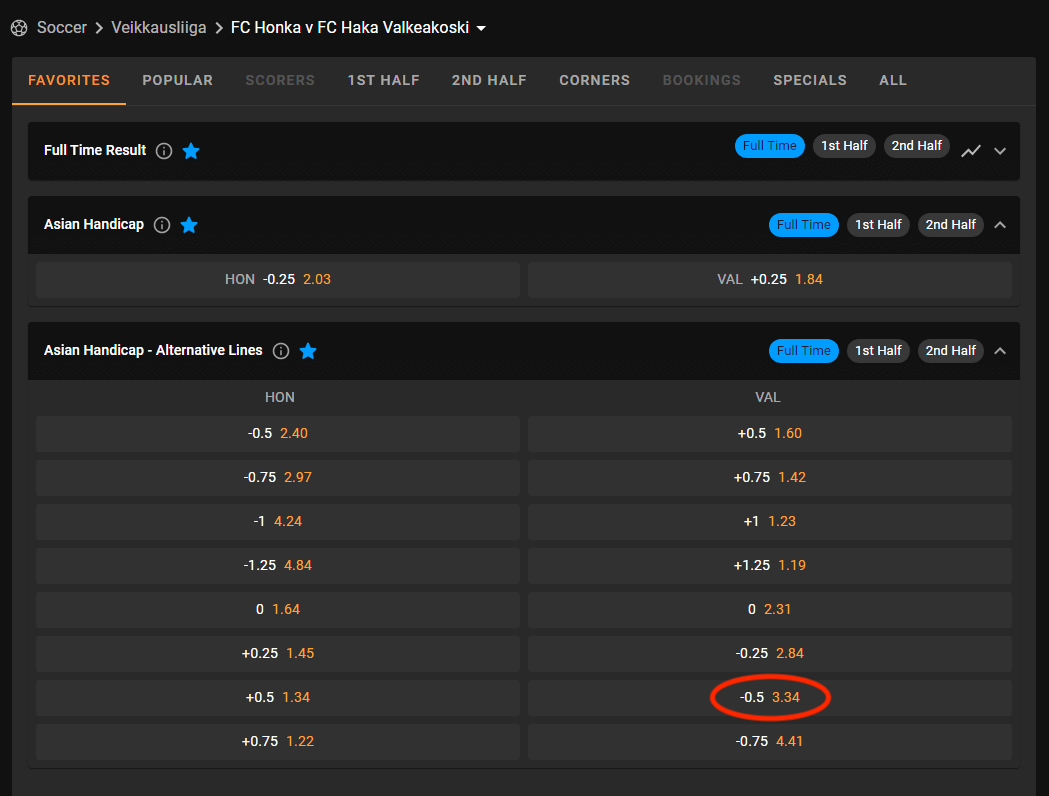 Soccer > Veikkausliiga > FC Honka v FC Haka Valkeakoski
FAVORITES POPULAR SCORERS 1ST HALF 2ND HALF CORNERS BOOKINGS SPECIALS ALL
Full Time Result Full Time 1st Half 2nd Half
Asian Handicap Full Time 1st Half 2nd Half
HON -0.25 2.03 VAL +0.25 1.84
Asian Handicap - Alternative Lines Full Time 1st Half 2nd Half
HON VAL
-0.5 2.40 +0.5 1.60
-0.75 2.97 +0.75 1.42
-1 4.24 +1 1.23
-1.25 4.84 +1.25 1.19
0 1.64 0 2.31
+0.25 1.45 -0.25 2.84
+0.5 1.34 -0.5 3.34
+0.75 1.22 -0.75 4.41